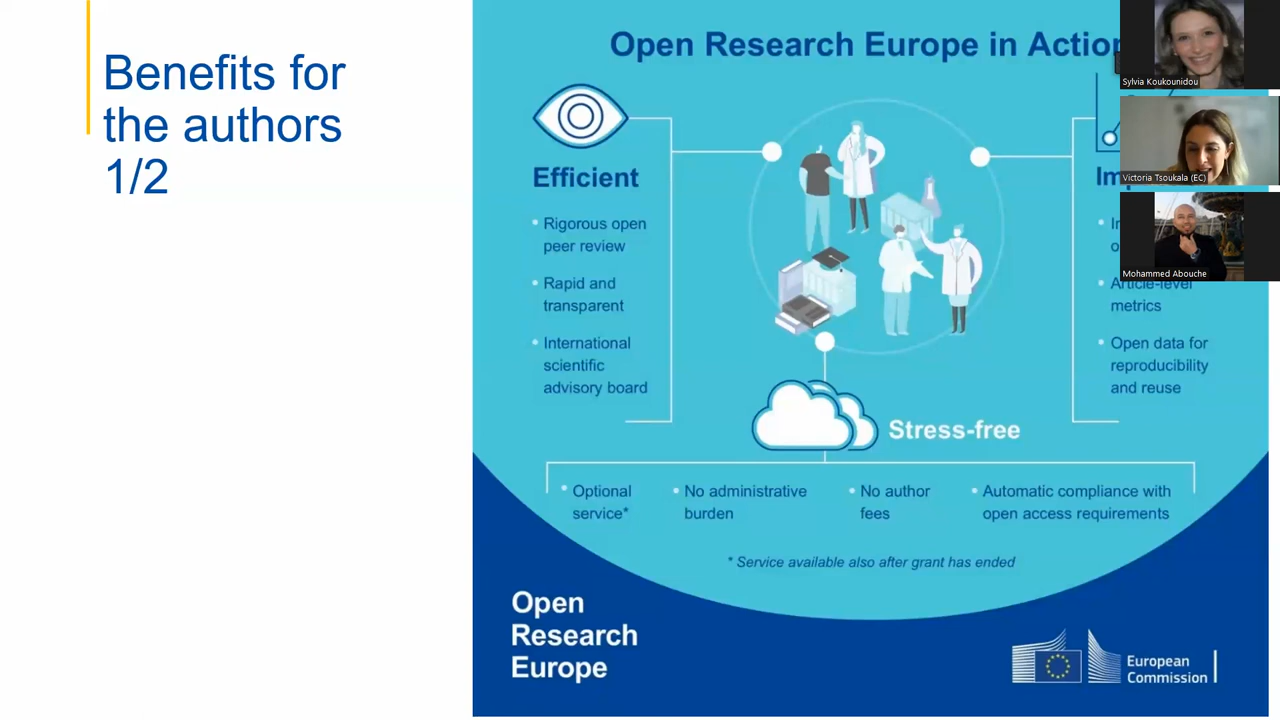 Benefits for
the authors
1/2
Open Research Europe in Action
Efficient
• Rigorous open
peer review
• Rapid and
transparent
• International
scientific
advisory board
• Article-level
metrics
• Open data for
reproducibility
and reuse
Stress-free
• Optional
service*
• No administrative
burden
• No author
fees
• Automatic compliance with
open access requirements
* Service available also after grant has ended
Open
Research
Europe
European
Commission
Sylvia Koukounidou
Victoria Tsoukala (EC)
Mohammed Abouche